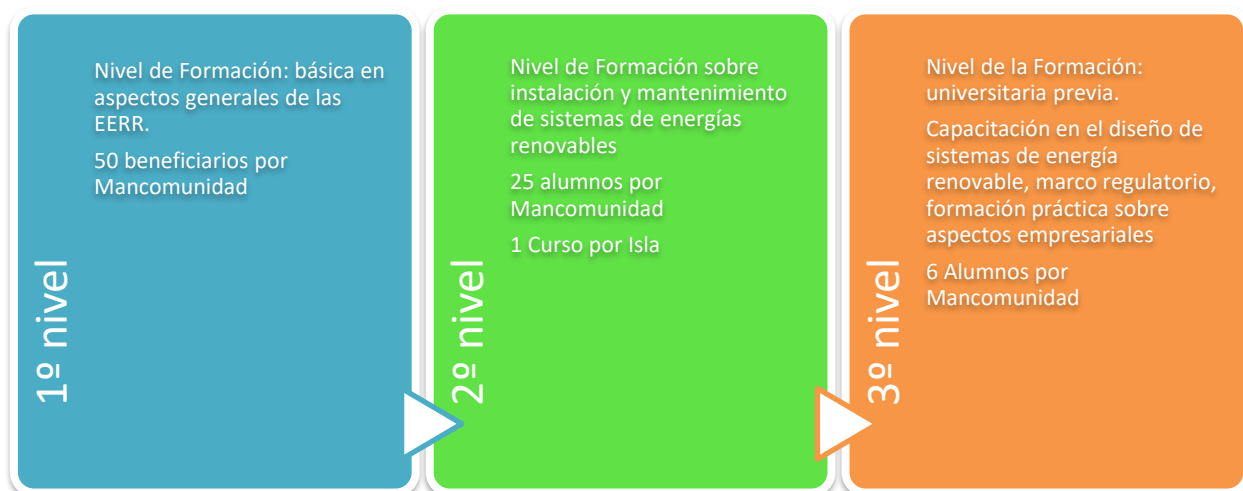 1º nivel
Nivel de Formación: básica en
aspectos generales de las
EERR.
50 beneficiarios por
Mancomunidad
2º nivel
Nivel de Formación sobre
instalación y mantenimiento
de sistemas de energías
renovables
25 alumnos por
Mancomunidad
1 Curso por Isla
3º nivel
Nivel de la Formación:
universitaria previa.
Capacitación en el diseño de
sistemas de energía
renovable, marco regulatorio,
formación práctica sobre
aspectos empresariales
6 Alumnos por
Mancomunidad